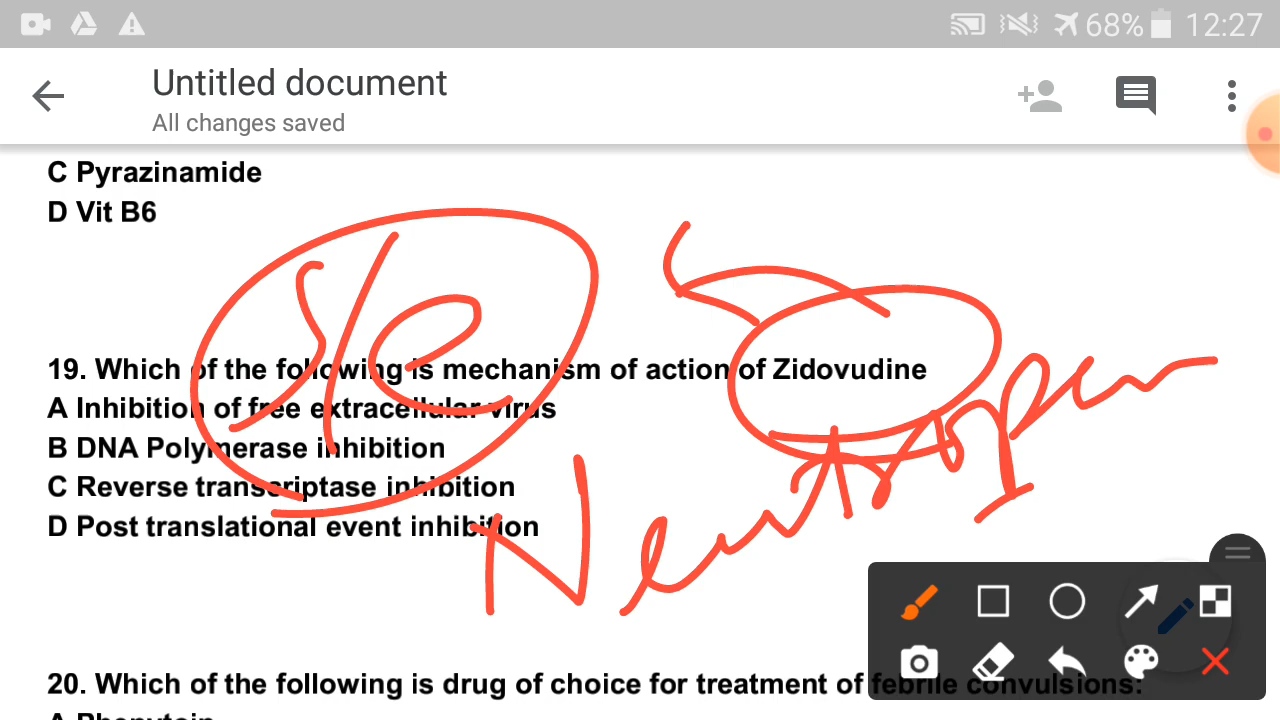 68% 12:27
Untitled document
All changes saved
C Pyrazinamide
D Vit B6
S/e
19. Which of the following is mechanism of action of Zidovudine
A Inhibition of free extracellular virus
B DNA Polymerase inhibition
C Reverse transcriptase inhibition
D Post translational event inhibition
20. Which of the following is drug of choice for treatment of febrile convulsions:
A Phenytoin